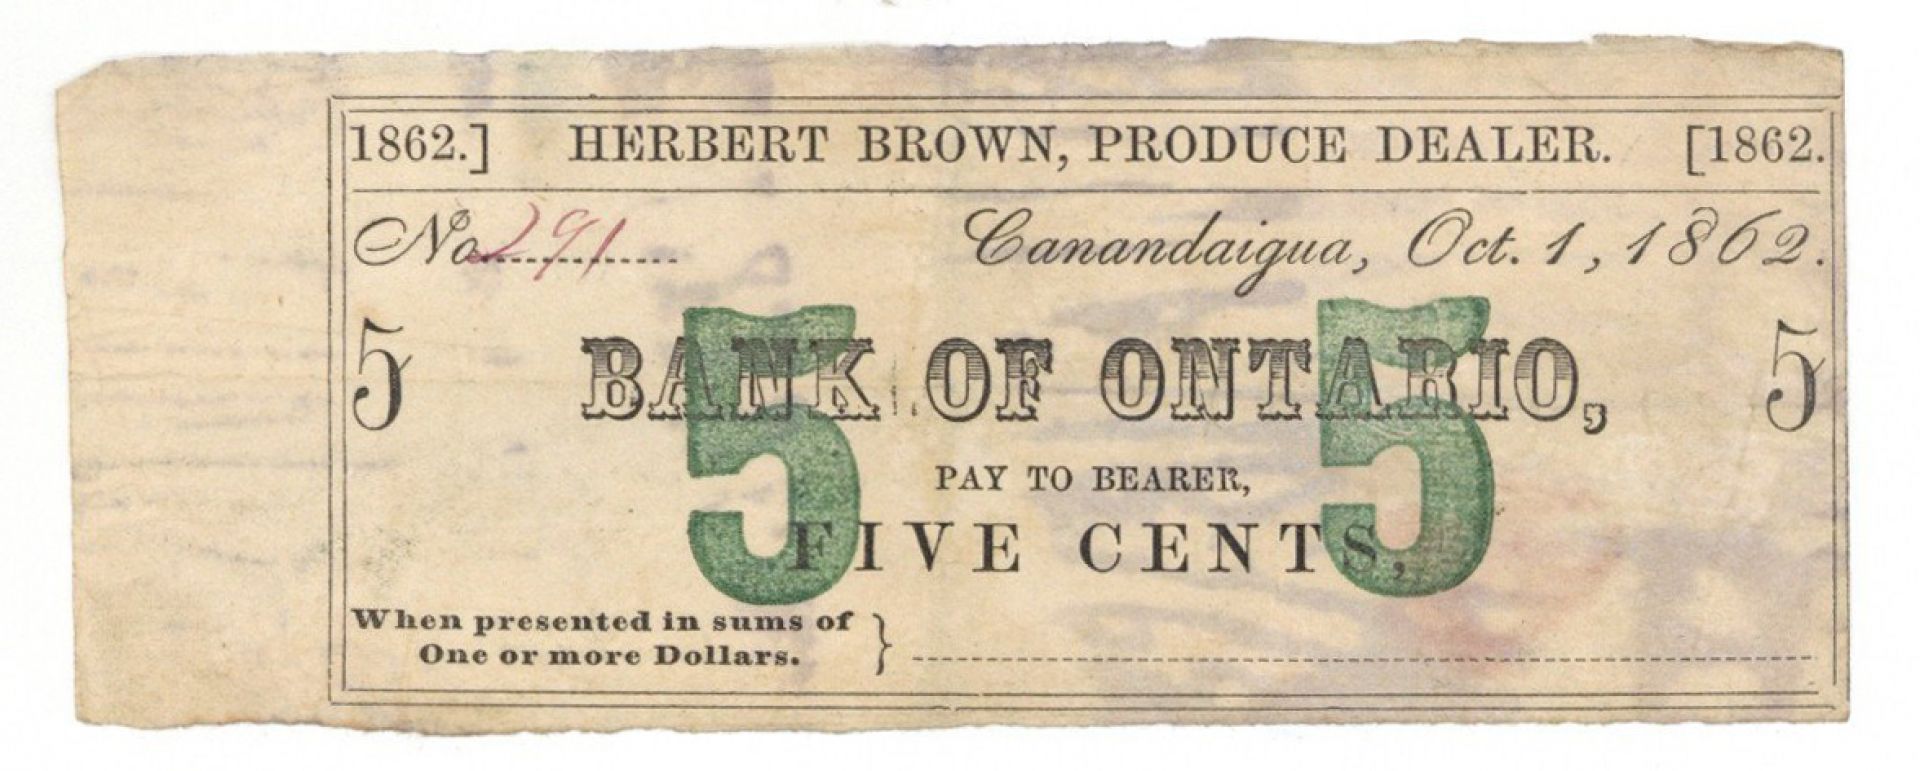 1862.] HERBERT BROWN, PRODUCE DEALER. [1862.
No. 291 Canandaigua, Oct. 1, 1862.
5 BANK OF ONTARIO, 5
5 5
PAY TO BEARER,
FIVE CENTS,
When presented in sums of
One or more Dollars.